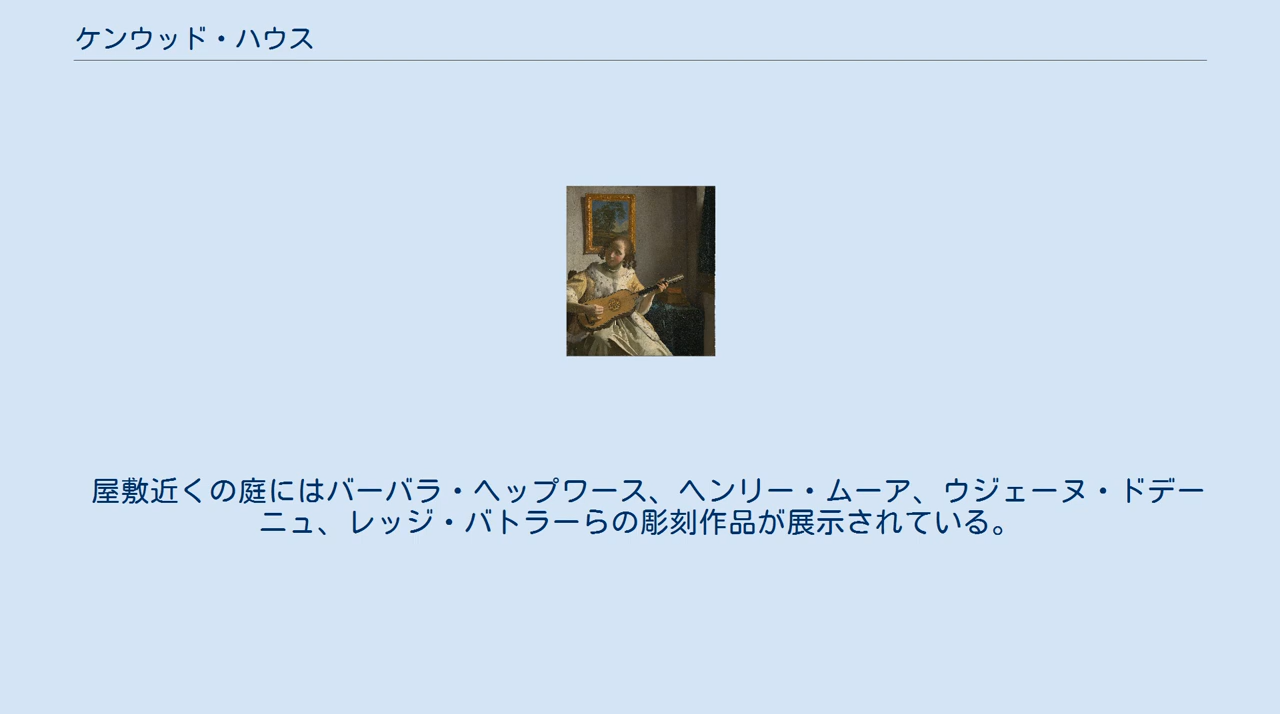 ケンウッド・ハウス
屋敷近くの庭にはバーバラ・ヘップワース、ヘンリー・ムーア、ウジェーヌ・ドデー
ニュ、レッジ・バトラーらの彫刻作品が展示されている。